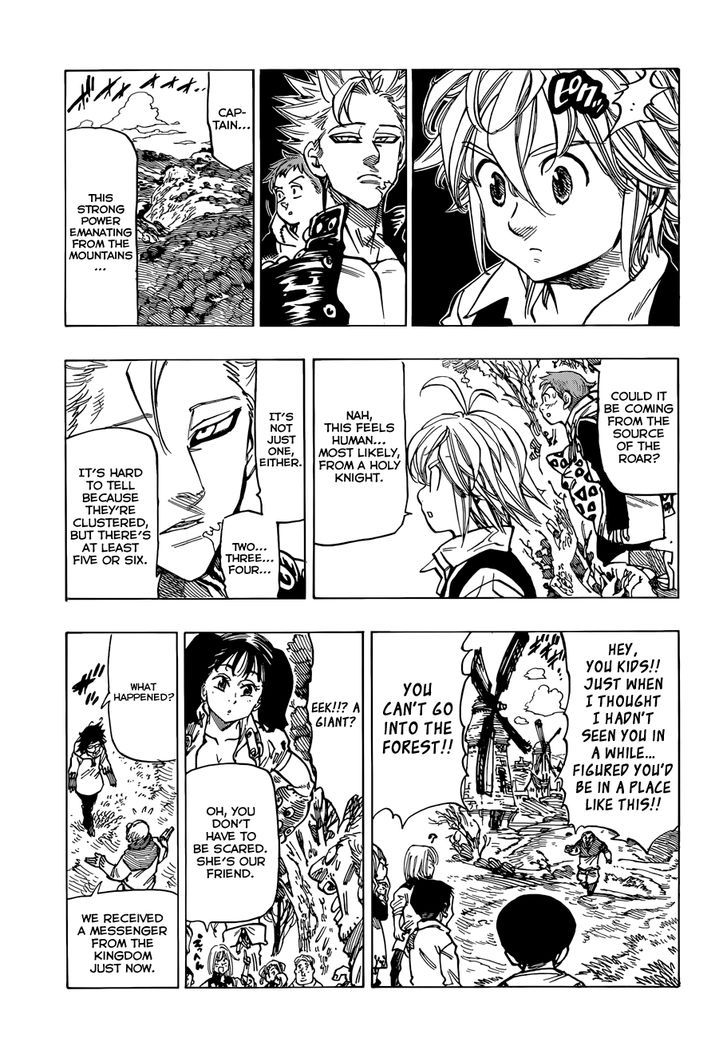 CAP-
TAIN...
THIS
STRONG
POWER
EMANATING
FROM THE
MOUNTAINS
...
COULD IT
BE COMING
FROM THE
SOURCE
OF THE
ROAR?
NAH,
THIS FEELS
HUMAN...
MOST LIKELY,
FROM A HOLY
KNIGHT.
IT'S
NOT
JUST
ONE,
EITHER.
TWO...
THREE...
FOUR...
IT'S HARD
TO TELL
BECAUSE
THEY'RE
CLUSTERED,
BUT THERE'S
AT LEAST
FIVE OR SIX.
HEY,
YOU KIDS!!
JUST WHEN
I THOUGHT
I HADN'T
SEEN YOU IN
A WHILE...
FIGURED YOU'D
BE IN A PLACE
LIKE THIS!!
YOU
CAN'T GO
INTO THE
FOREST!!
EEK!!? A
GIANT?
OH, YOU
DON'T
HAVE TO
BE SCARED.
SHE'S OUR
FRIEND.
WHAT
HAPPENED?
WE RECEIVED
A MESSENGER
FROM THE
KINGDOM
JUST NOW.